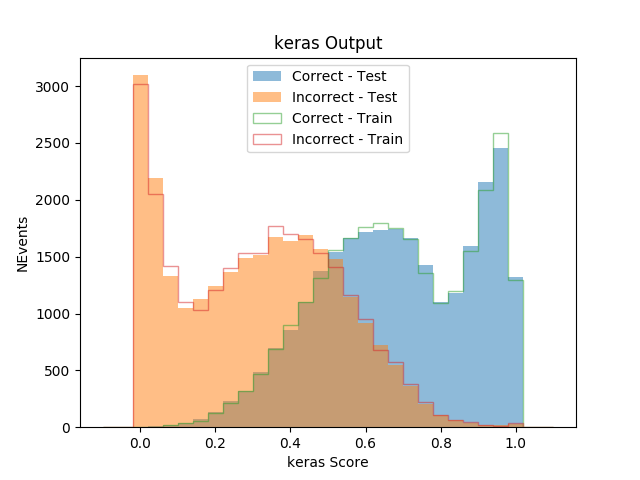 keras Output
Correct - Test
Incorrect - Test
Correct - Train
Incorrect - Train
NEvents
3000
2500
2000
1500
1000
500
0
0.0 0.2 0.4 0.6 0.8 1.0
keras Score